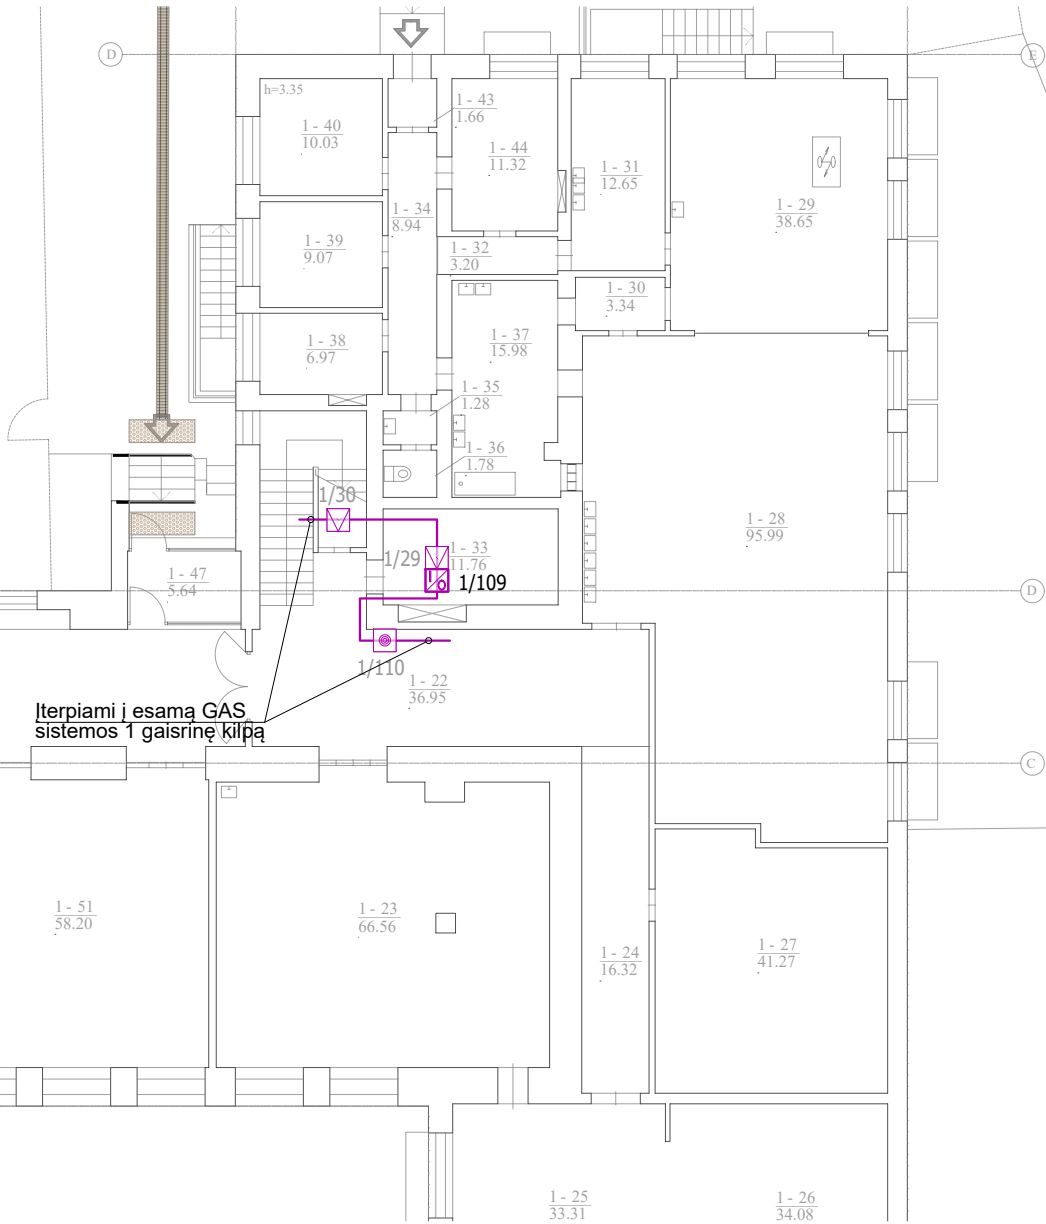 D
E
h=3.35
1 - 40
10.03
1 - 43
1.66
1 - 44
11.32
1 - 31
12.65
1 - 29
38.65
1 - 34
8.94
1 - 39
9.07
1 - 32
3.20
1 - 30
3.34
1 - 38
6.97
1 - 37
15.98
1 - 35
1.28
1 - 36
1.78
1/30
1 - 28
95.99
1/29
1 - 33
11.76
1/109
1 - 47
5.64
D
1/110
1 - 22
36.95
Įterpiami į esamą GAS
sistemos 1 gaisrinę kilpą
C
1 - 51
58.20
1 - 23
66.56
1 - 24
16.32
1 - 27
41.27
1 - 25
33.31
1 - 26
34.08